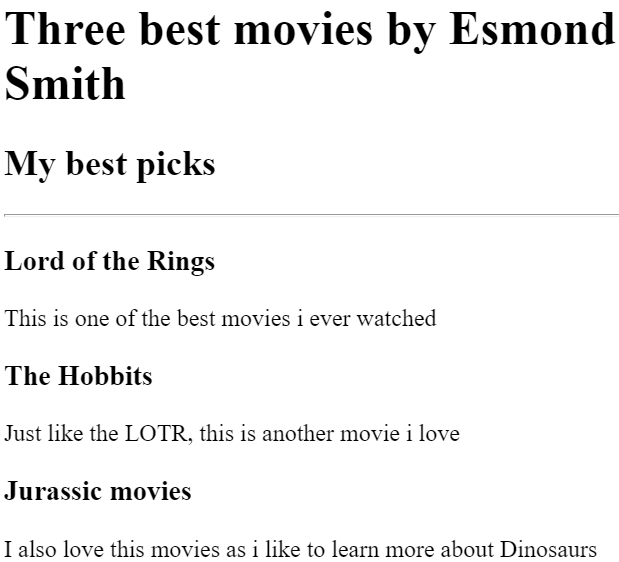 Three best movies by Esmond
Smith
My best picks
Lord of the Rings
This is one of the best movies i ever watched
The Hobbits
Just like the LOTR, this is another movie i love
Jurassic movies
I also love this movies as i like to learn more about Dinosaurs